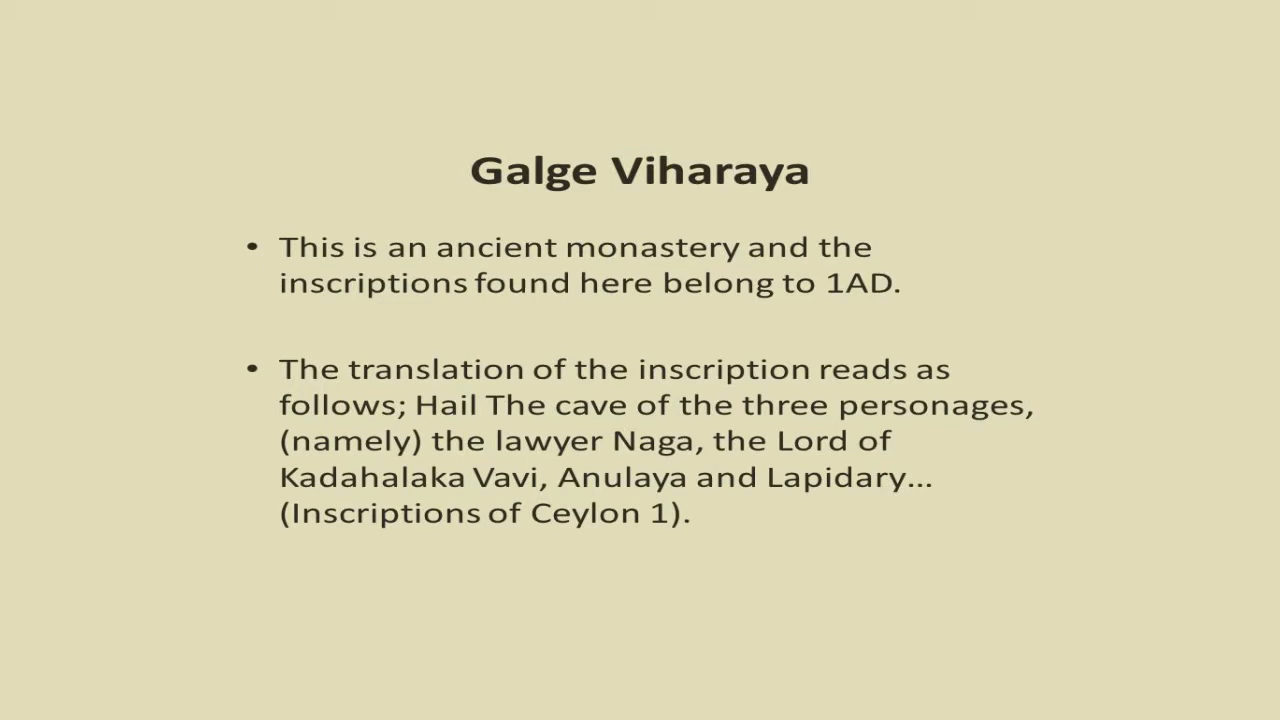 Galge Viharaya
• This is an ancient monastery and the
inscriptions found here belong to 1AD.
• The translation of the inscription reads as
follows; Hail The cave of the three personages,
(namely) the lawyer Naga, the Lord of
Kadahalaka Vavi, Anulaya and Lapidary...
(Inscriptions of Ceylon 1).